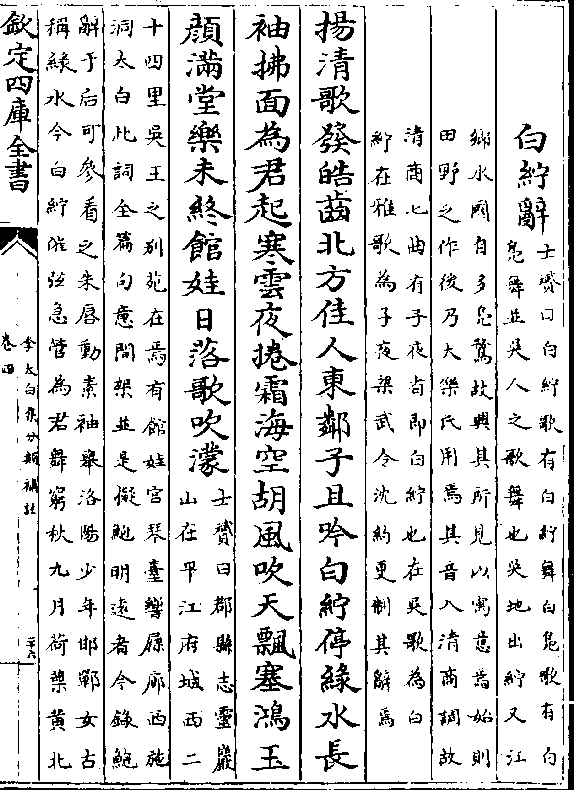 白紵辭
士贇曰白紵歌有白紵舞白鳧歌有白
鳧舞並吳人之歌舞也吳地出紵又江
鄉水國自多鳧鶩故興其所見以寓意焉始則
田野之作後乃大樂氏用焉其音入清商調故
清商七曲有子夜者即白紵也在吳歌為白
紵在雅歌為子夜梁武令沈約更制其辭焉
揚清歌發皓齒北方佳人東鄰子且吟白紵停綠水長
袖拂面為君起寒雲夜捲霜海空胡風吹天飄塞鴻玉
顏滿堂樂未終館娃日落歌吹濛
士贇曰郡縣志靈巖
山在平江府城西二
十四里吳王之別苑在焉有館娃宮琴臺響屧廊西施
洞太白此詞全篇句意間架並是擬鮑明遠者今錄鮑
辭于后可參看之朱唇動素袖舉洛陽少年邯鄲女古
稱綠水今白紵催弦急管為君舞窮秋九月荷葉黃北
欽定四庫全書
李太白集分類補註
卷四
二十六